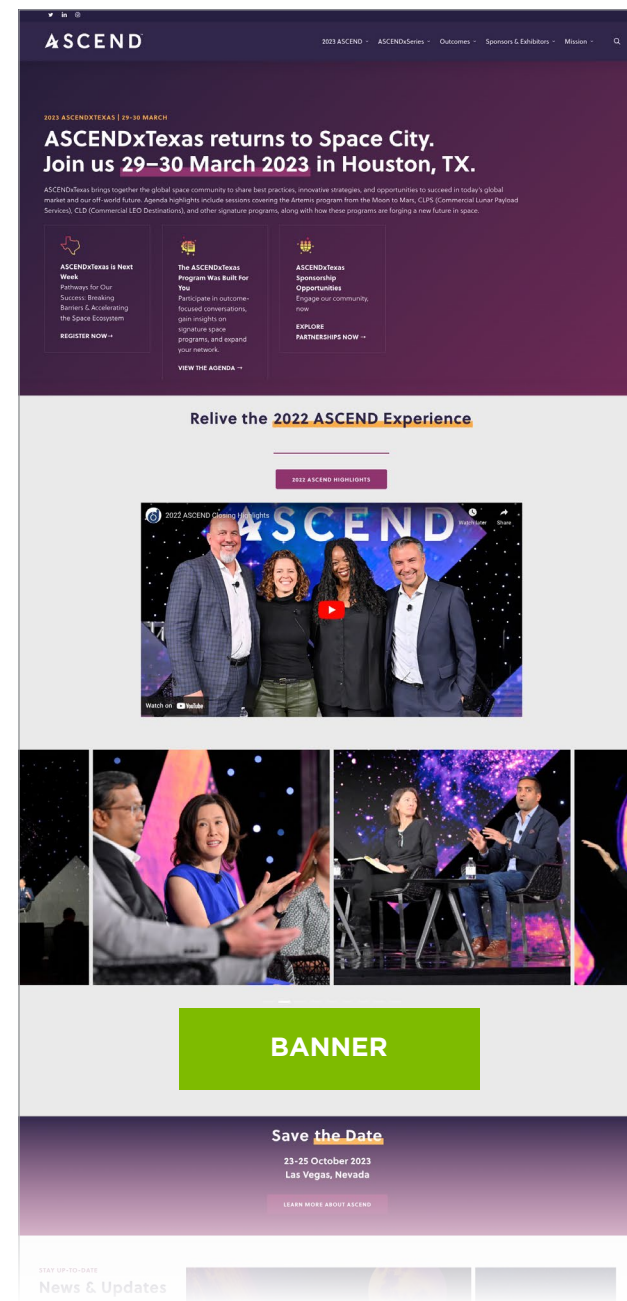 ASCEND
2023 ASCEND
ASCENDxSeries
Outcomes
Sponsors & Exhibitors
Mission
2023 ASCENDXTEXAS | 29-30 MARCH
ASCENDxTexas returns to Space City.
Join us 29–30 March 2023 in Houston, TX.
ASCENDxTexas brings together the global space community to share best practices, innovative strategies, and opportunities to succeed in today's global
market and our off-world future. Agenda highlights include sessions covering the Artemis program from the Moon to Mars, CLPS (Commercial Lunar Payload
Services), CLD (Commercial LEO Destinations), and other signature programs, along with how these programs are forging a new future in space.
ASCENDxTexas is Next
Week
Pathways for Our
Success: Breaking
Barriers & Accelerating
the Space Ecosystem
REGISTER NOW→
The ASCENDxTexas
Program Was Built For
You
Participate in outcome-
focused conversations,
gain insights on
signature space
programs, and expand
your network.
VIEW THE AGENDA →
ASCENDxTexas
Sponsorship
Opportunities
Engage our community,
now
EXPLORE
PARTNERSHIPS NOW →
Relive the 2022 ASCEND Experience
2022 ASCEND HIGHLIGHTS
2022 ASCEND Closing Highlights
Watch later
Share
ASCEND
Watch on YouTube
BANNER
Save the Date
23-25 October 2023
Las Vegas, Nevada
LEARN MORE ABOUT ASCEND
STAY UP-TO-DATE
News & Updates